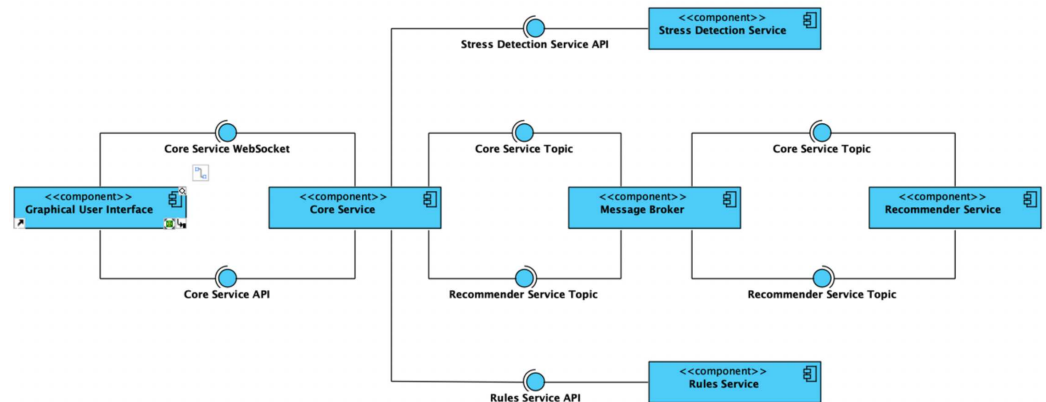 <<component>>
Stress Detection Service
Stress Detection Service API
Core Service WebSocket
Core Service Topic
Core Service Topic
<<component>>
Graphical User Interface
<<component>>
Core Service
<<component>>
Message Broker
<<component>>
Recommender Service
Core Service API
Recommender Service Topic
Recommender Service Topic
<<component>>
Rules Service
Rules Service API